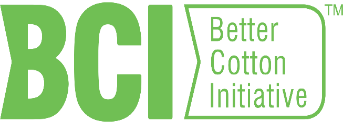 BCI
Better
Cotton
Initiative
TM